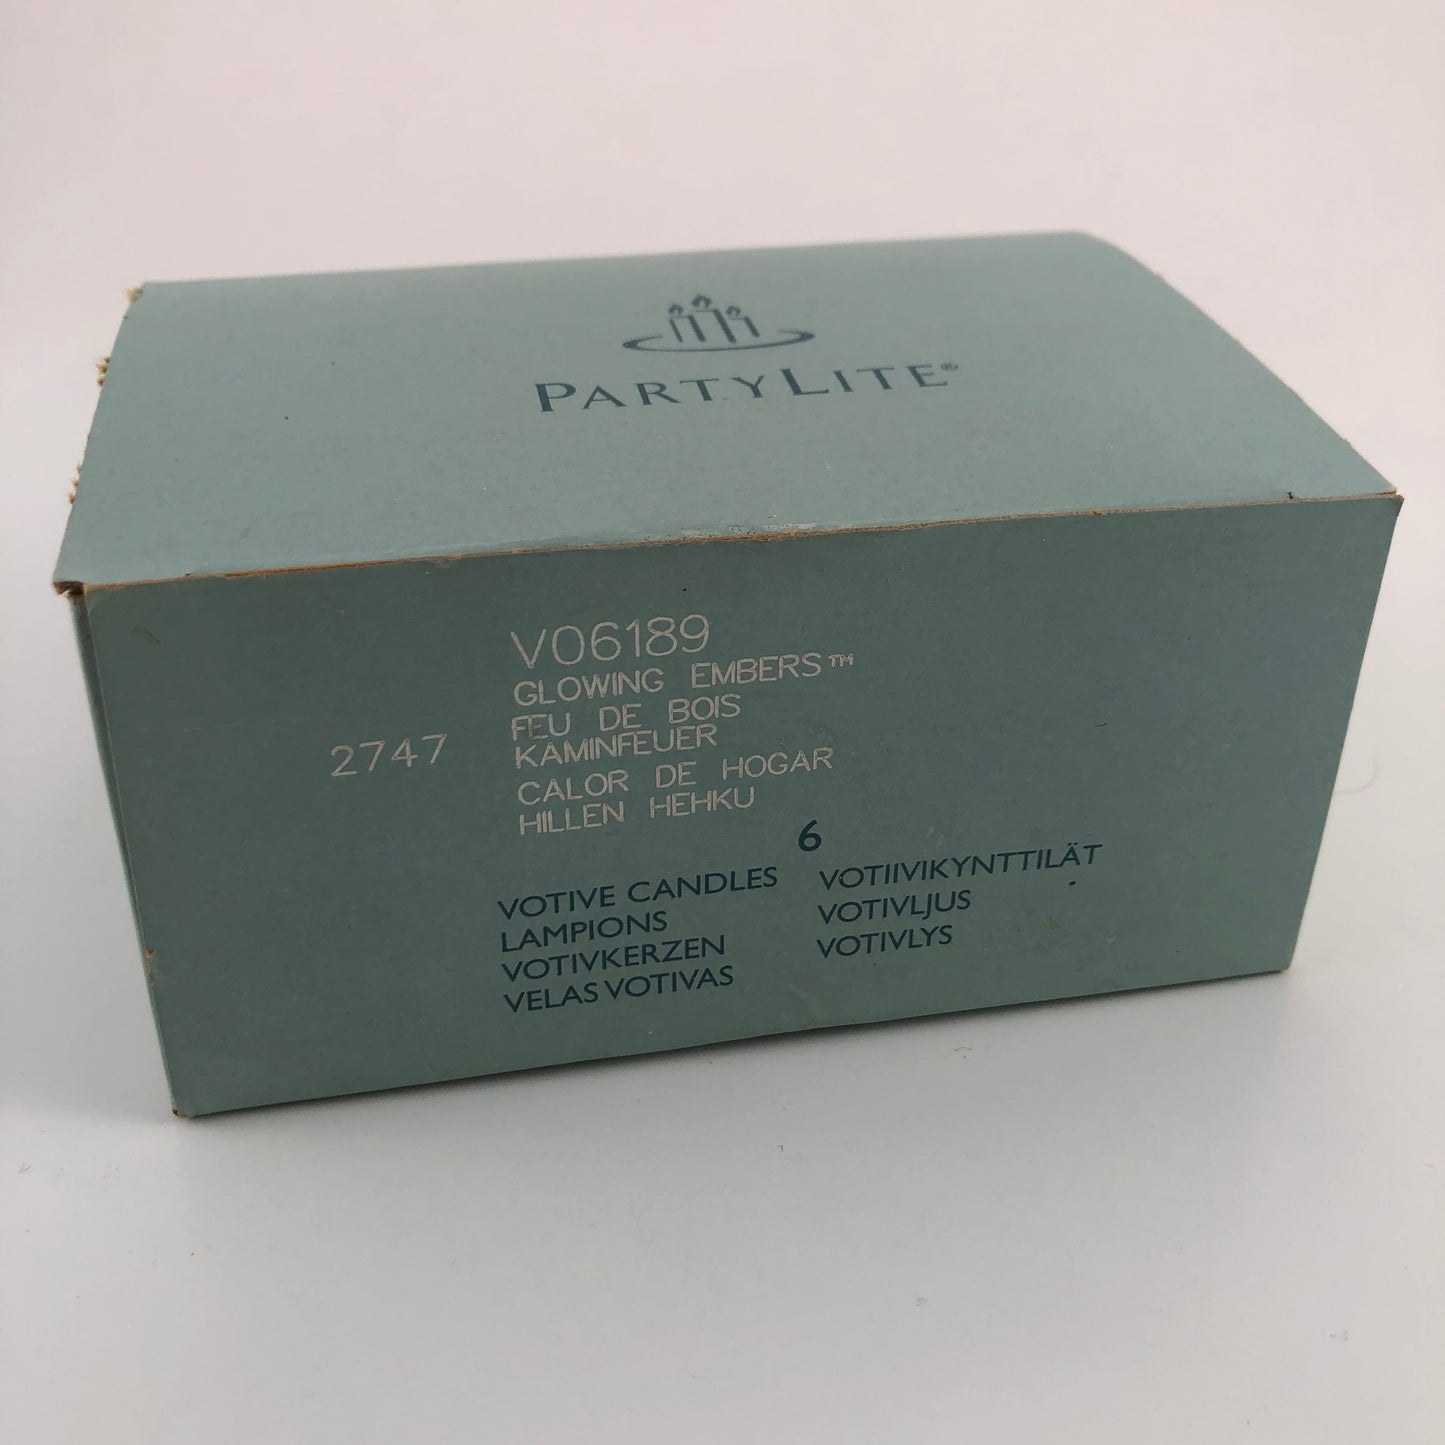 PARTYLITE®
V06189
GLOWING EMBERS™
FEU DE BOIS
KAMINFEUER
CALOR DE HOGAR
HILLEN HEHKU
2747
6
VOTIVE CANDLES
LAMPIONS
VOTIVKERZEN
VELAS VOTIVAS
VOTIIVIKYNTTILÄT
VOTIVLJUS
VOTIVLYS